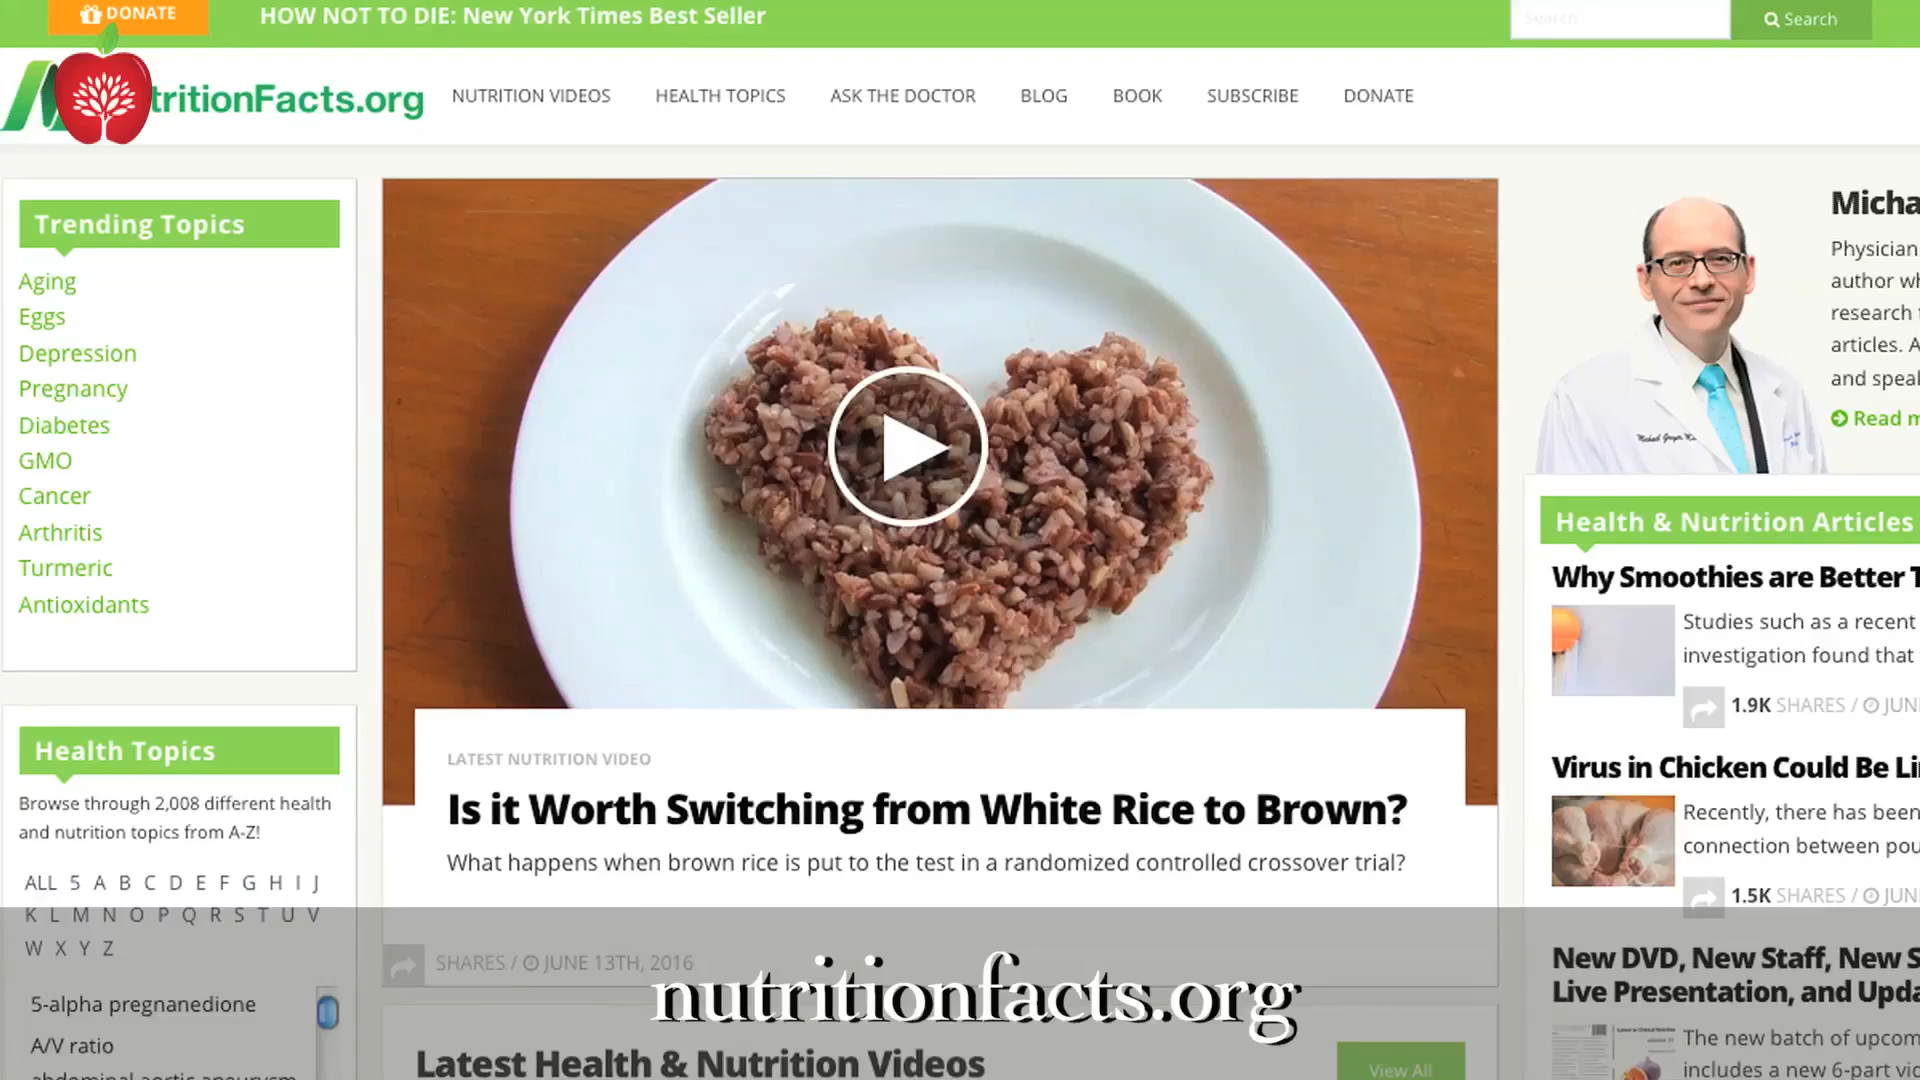 DONATE
HOW NOT TO DIE: New York Times Best Seller
Search
Search
tritionFacts.org
NUTRITION VIDEOS
HEALTH TOPICS
ASK THE DOCTOR
BLOG
BOOK
SUBSCRIBE
DONATE
Trending Topics
Aging
Eggs
Depression
Pregnancy
Diabetes
GMO
Cancer
Arthritis
Turmeric
Antioxidants
Health Topics
Browse through 2,008 different health
and nutrition topics from A-Z!
ALL 5 A B C D E F G H I J
K L M N O P Q R S T U V
W X Y Z
5-alpha pregnanedione
A/V ratio
abdominal aortic aneurysm
LATEST NUTRITION VIDEO
Is it Worth Switching from White Rice to Brown?
What happens when brown rice is put to the test in a randomized controlled crossover trial?
SHARES / JUNE 13TH, 2016
nutritionfacts.org
Latest Health & Nutrition Videos
View All
Micha
Physician
author wh
research
articles. A
and speak
Read m
Health & Nutrition Articles
Why Smoothies are Better T
Studies such as a recent
investigation found that
1.9K SHARES / JUN
Virus in Chicken Could Be Li
Recently, there has been
connection between pou
1.5K SHARES / JUN
New DVD, New Staff, New S
Live Presentation, and Upda
The new batch of upcom
includes a new 6-part vid